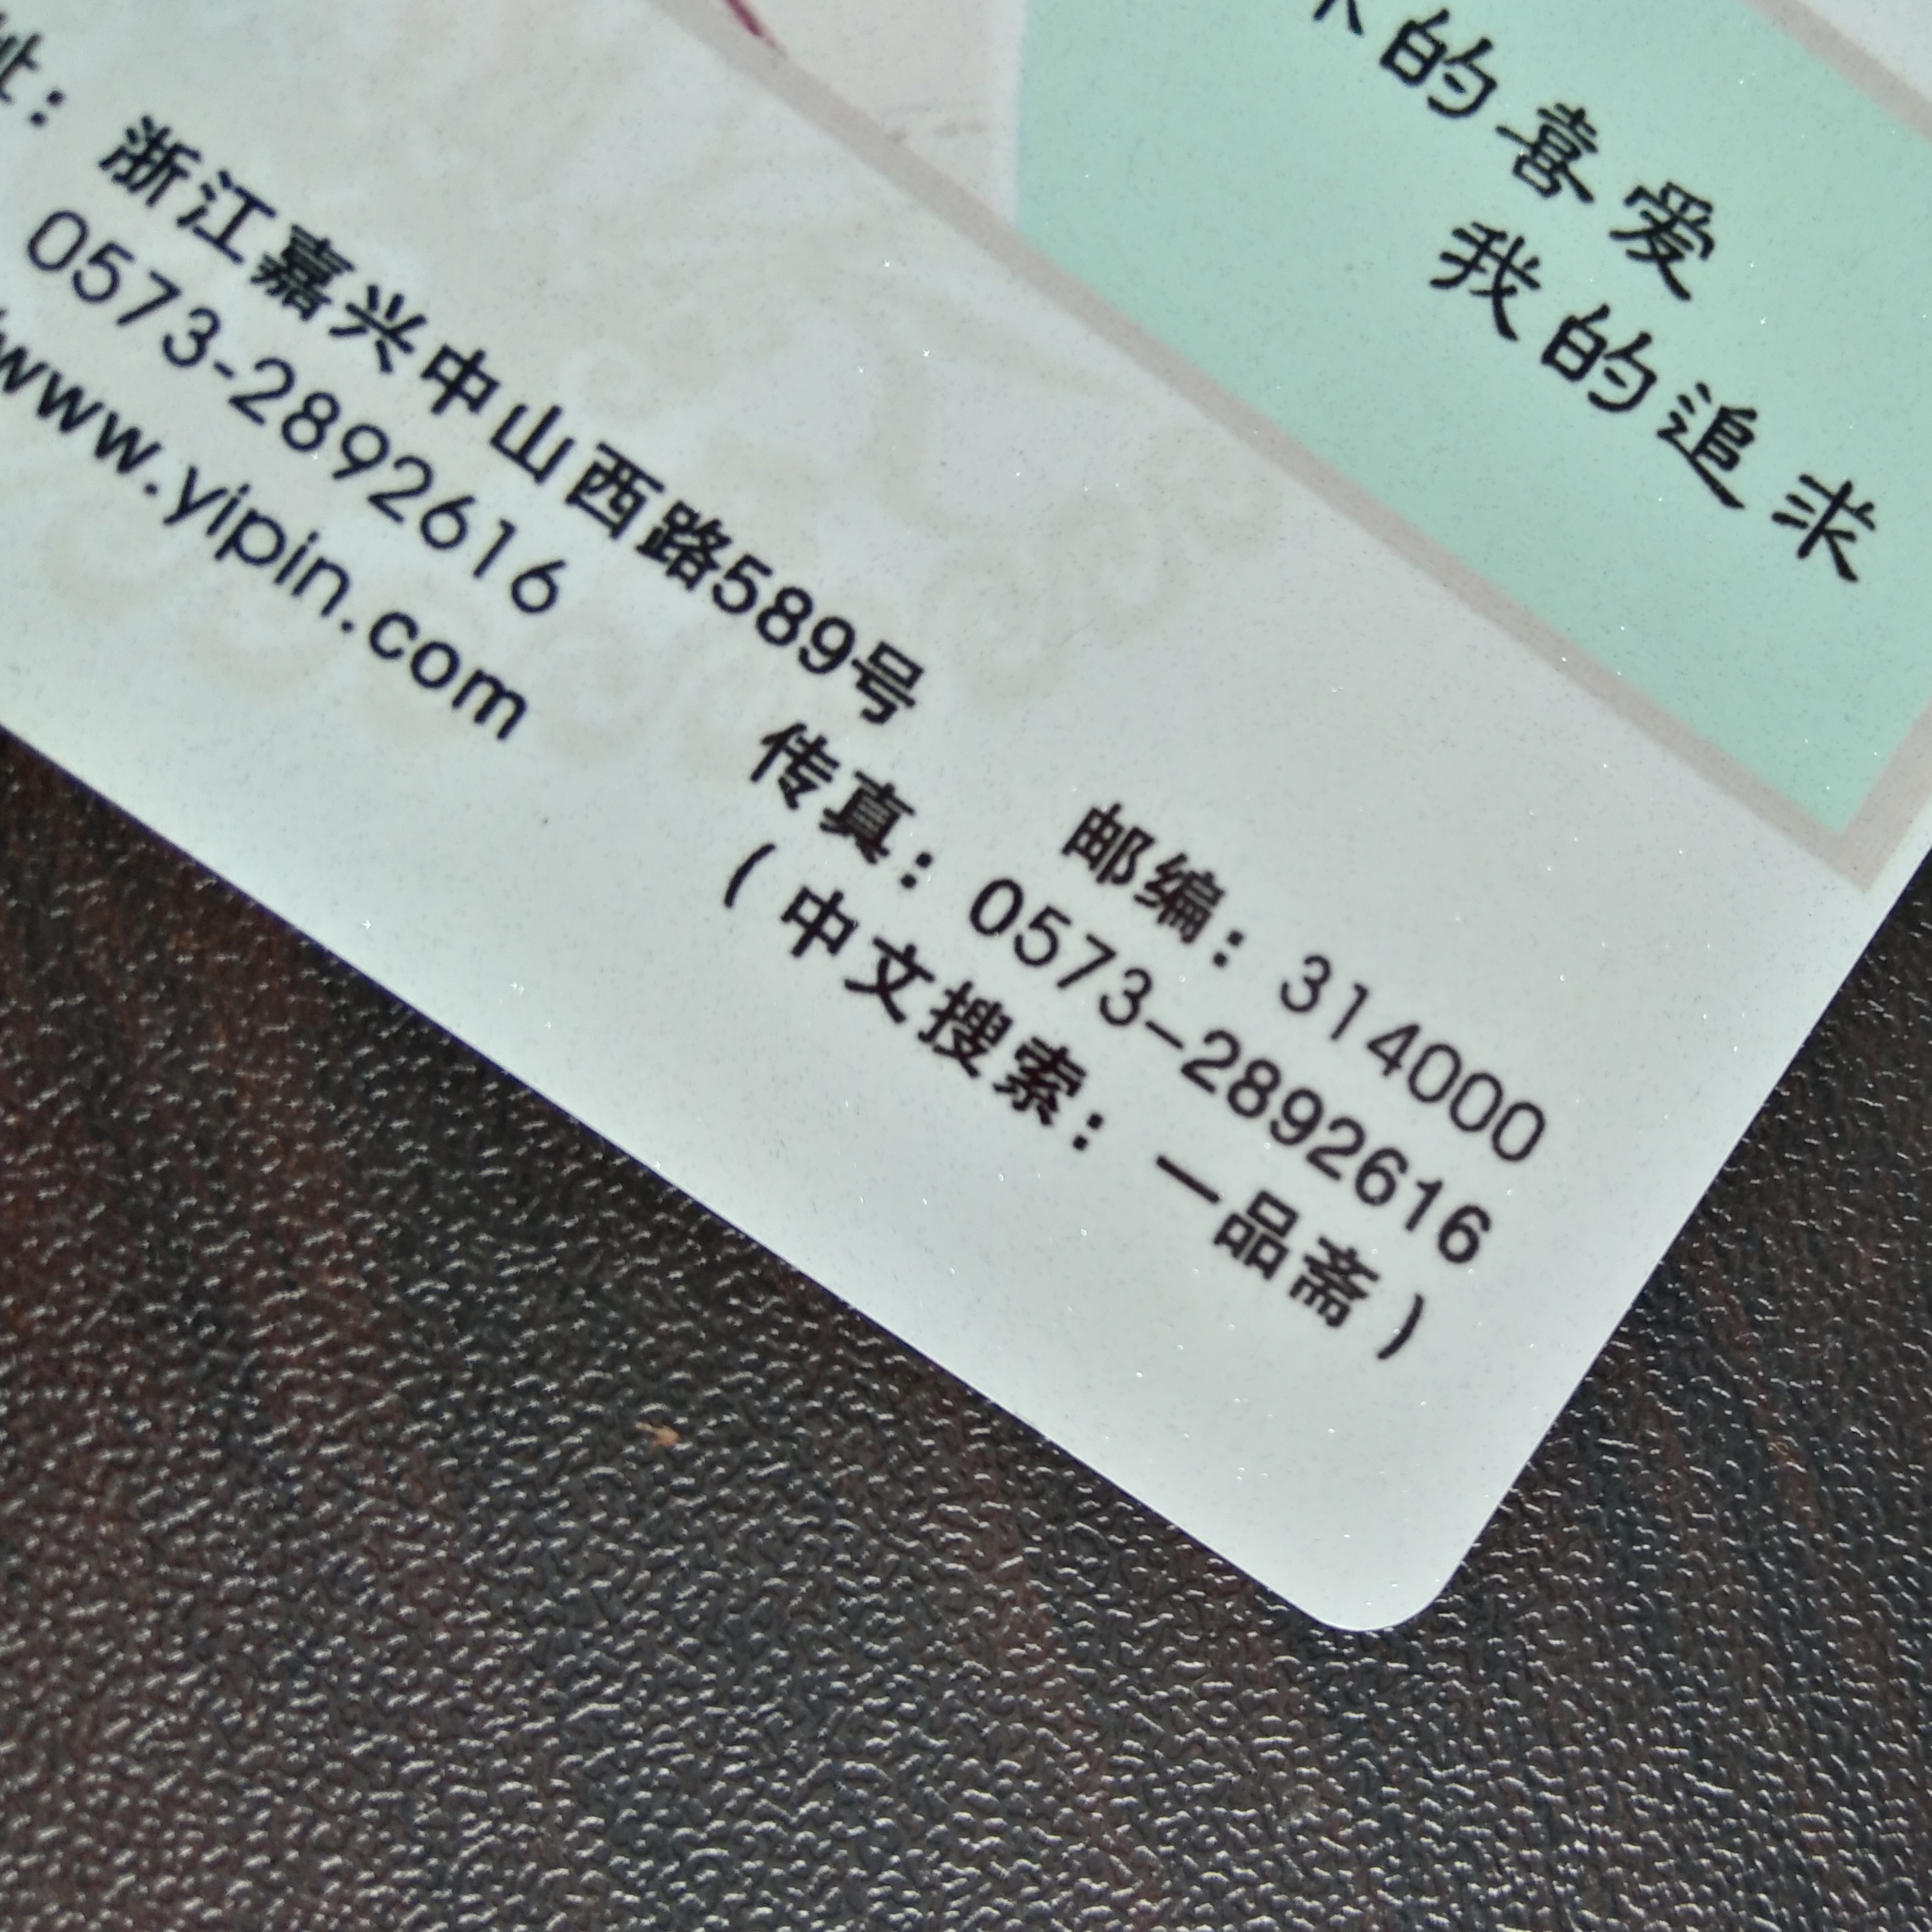 的喜爱
我的追求
址：浙江嘉兴中山西路589号 邮编：314000
0573-2892616 传真：0573-2892616
www.yipin.com （中文搜索：一品斋）